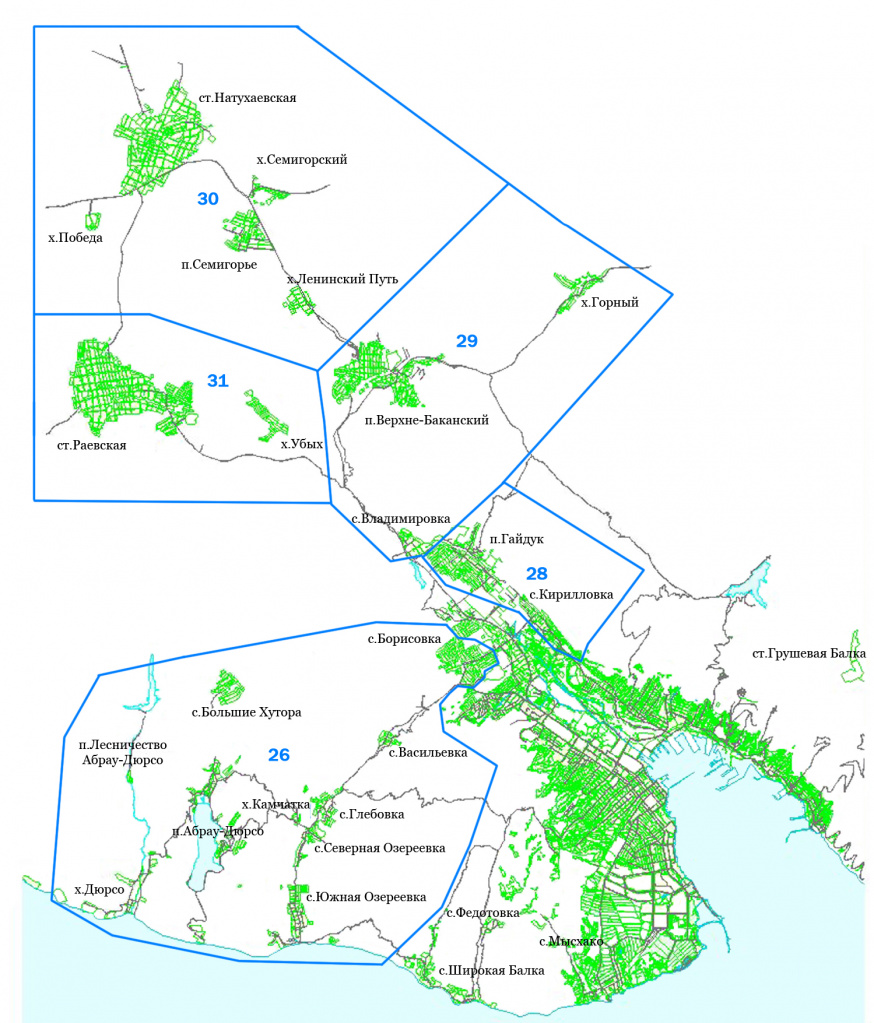 ст.Натухаевская
х.Семигорский
30
х.Победа
п.Семигорье
х.Ленинский Путь
х.Горный
29
31
п.Верхне-Баканский
ст.Раевская
х.Убых
с.Владимировка
п.Гайдук
28
с.Кирилловка
с.Борисовка
ст.Грушевая Балка
с.Большие Хутора
п.Лесничество
Абрау-Дюрсо
26
с.Васильевка
х.Камчатка
с.Глебовка
п.Абрау-Дюрсо
с.Северная Озереевка
х.Дюрсо
с.Южная Озереевка
с.Федотовка
с.Мысхако
с.Широкая Балка